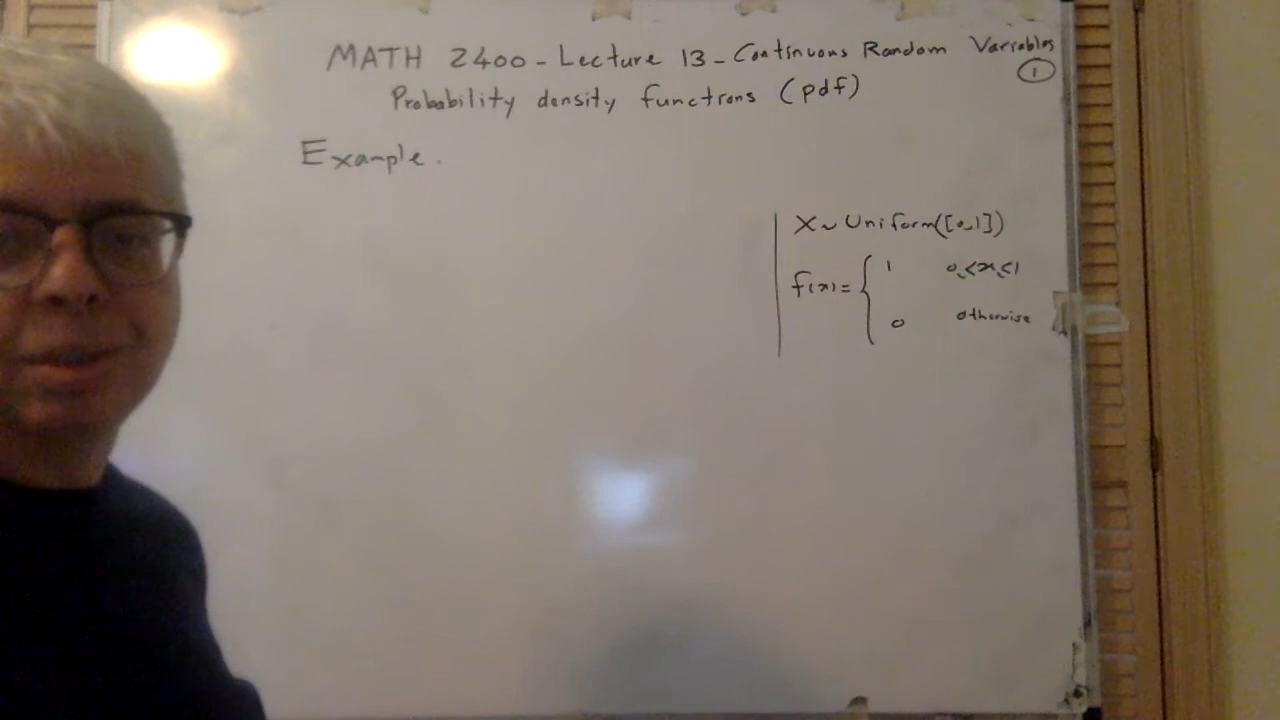 MATH 2400 - Lecture 13 - Continuous Random Variables
①
Probability density functions (pdf)
Example.
X ~ Uniform([0,1])
f(x) = { 1 0 ≤ x ≤ 1
0 otherwise